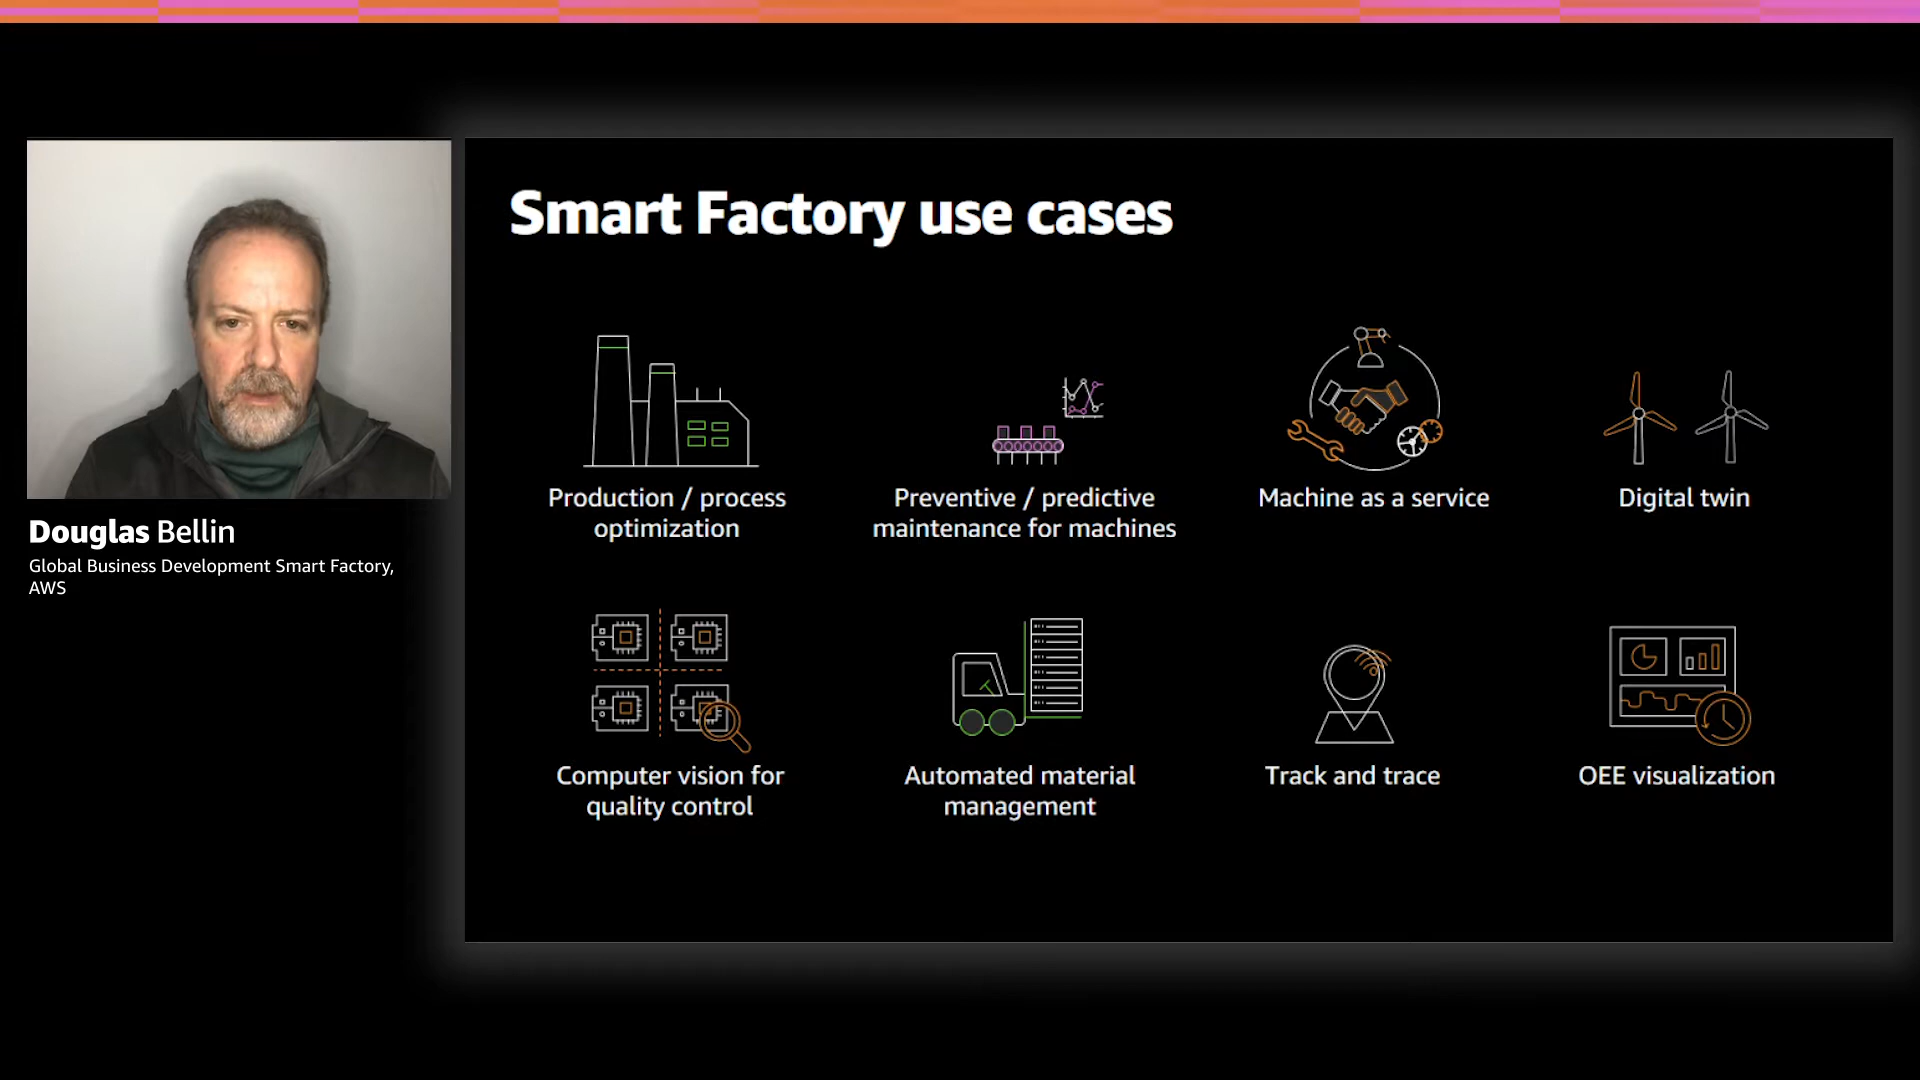 Smart Factory use cases
Production / process
optimization
Preventive / predictive
maintenance for machines
Machine as a service
Digital twin
Douglas Bellin
Global Business Development Smart Factory,
AWS
Computer vision for
quality control
Automated material
management
Track and trace
OEE visualization